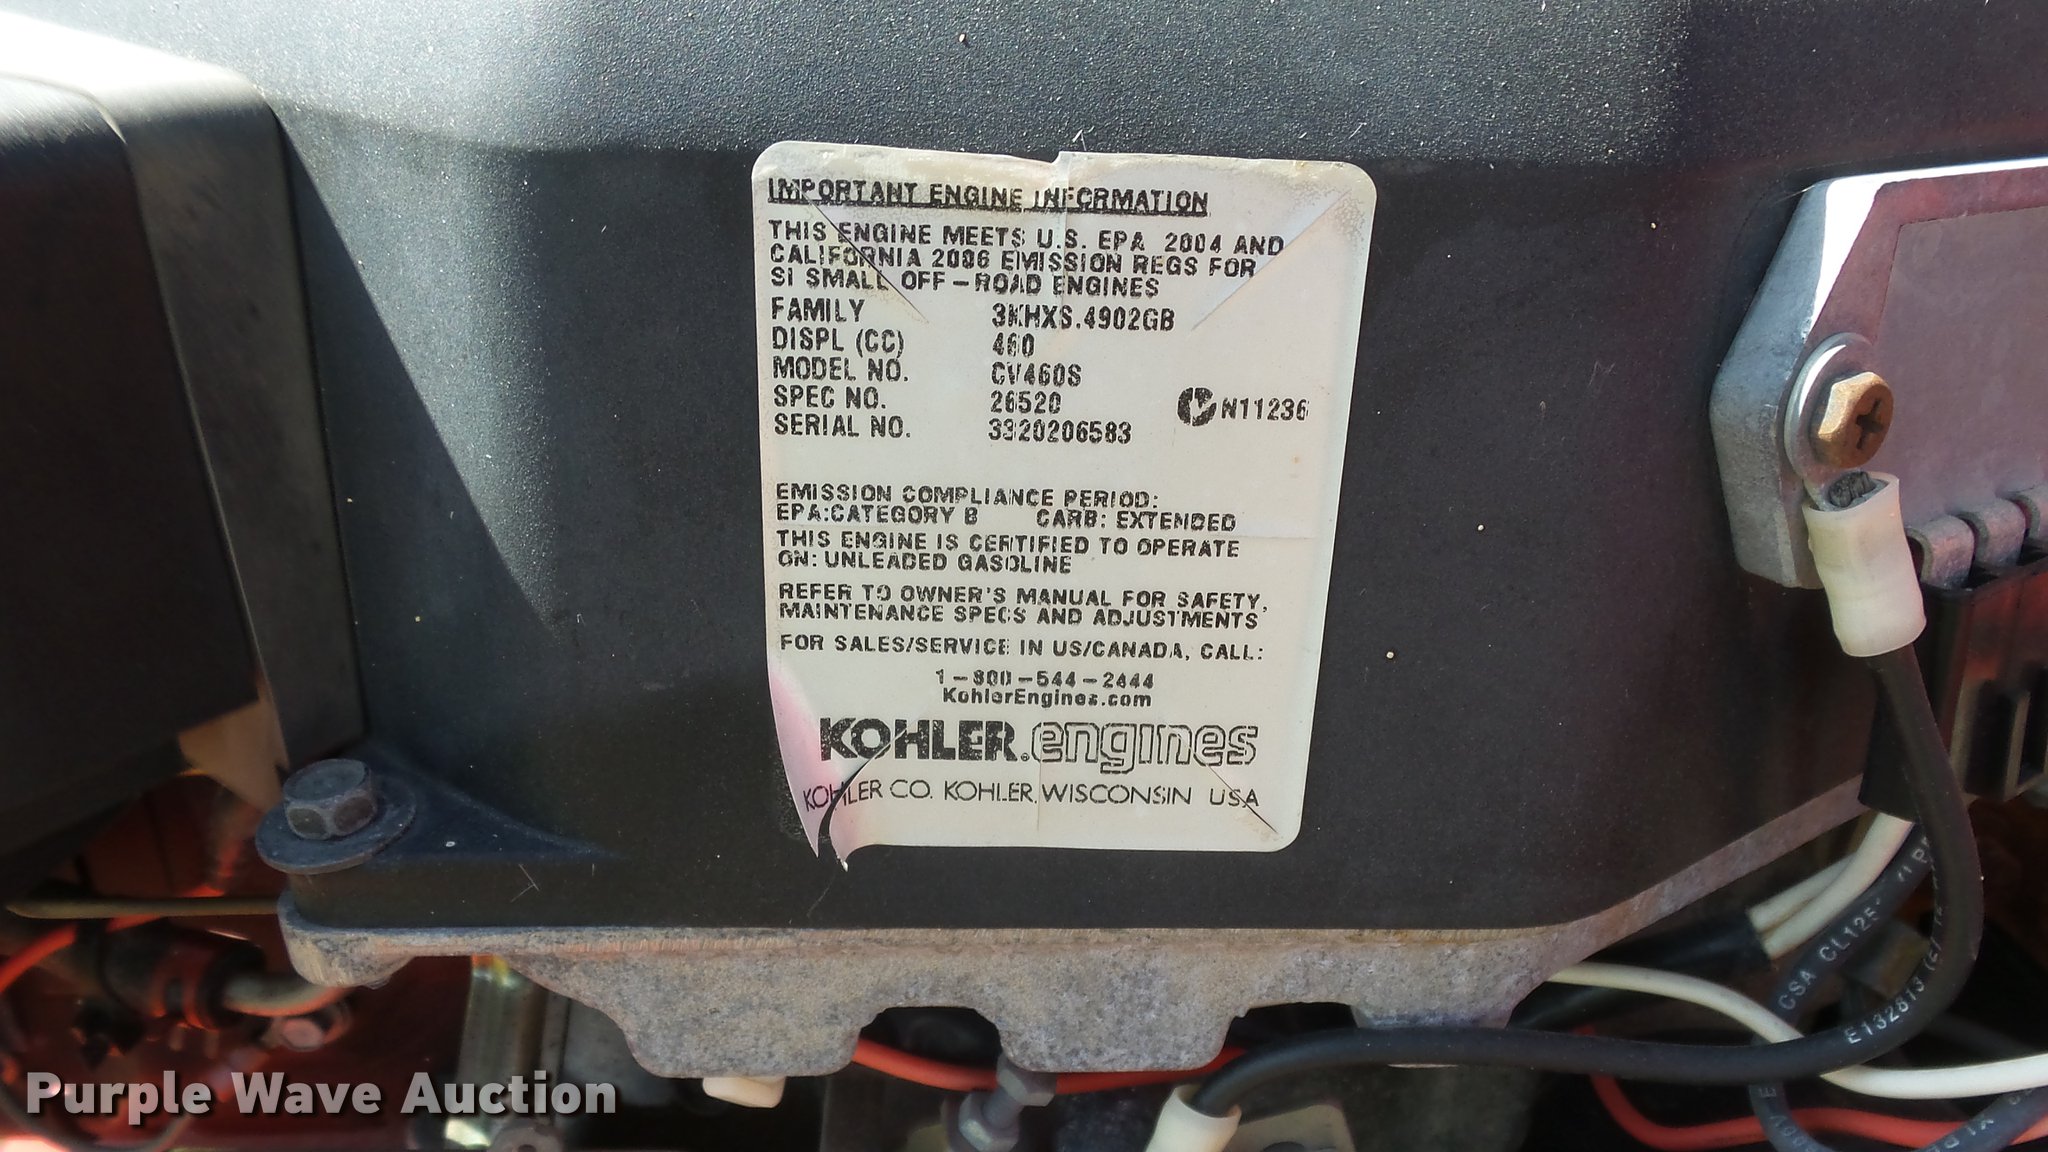 IMPORTANT ENGINE INFORMATION
THIS ENGINE MEETS U.S. EPA 2004 AND
CALIFORNIA 2006 EMISSION REGS FOR
SI SMALL OFF-ROAD ENGINES
FAMILY 3KHXS.4902GB
DISPL (CC) 460
MODEL NO. CV460S
SPEC NO. 26520
N11236
SERIAL NO. 3320206583
EMISSION COMPLIANCE PERIOD:
EPA:CATEGORY B CARB: EXTENDED
THIS ENGINE IS CERTIFIED TO OPERATE
ON: UNLEADED GASOLINE
REFER TO OWNER'S MANUAL FOR SAFETY,
MAINTENANCE SPECS AND ADJUSTMENTS
FOR SALES/SERVICE IN US/CANADA, CALL:
1-800-544-2444
KohlerEngines.com
KOHLER.engines
KOHLER CO. KOHLER, WISCONSIN USA
CSA CL125
E132813
Purple Wave Auction